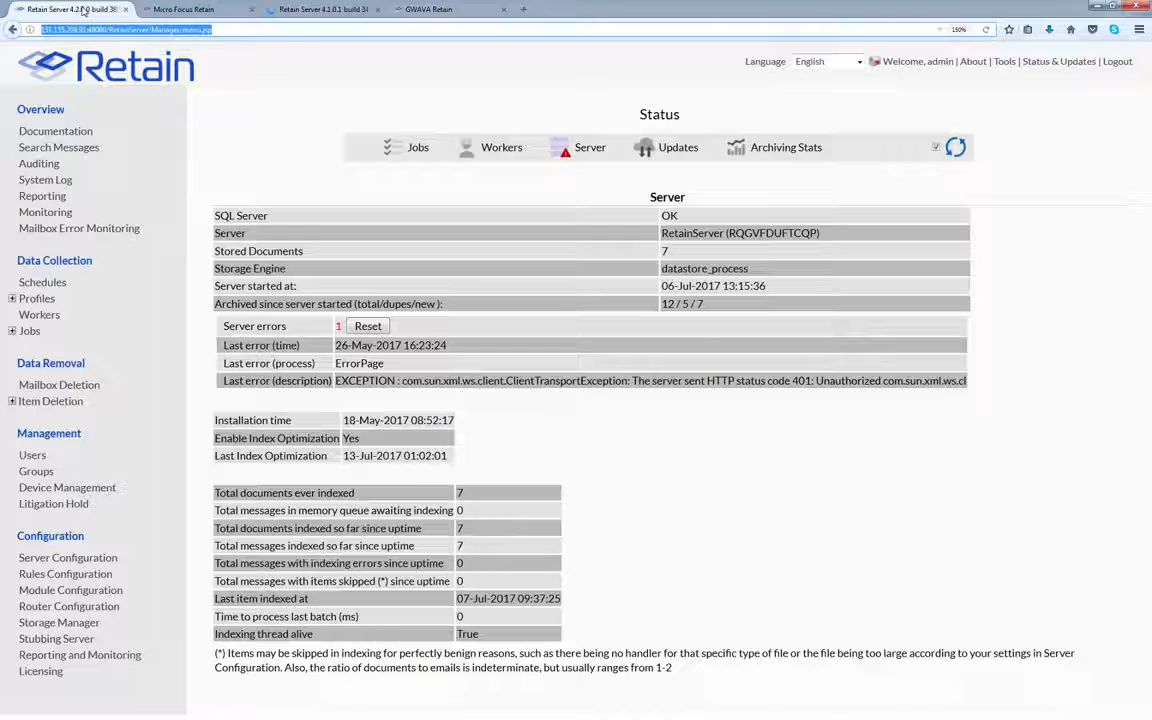 Retain Server 4.2.0.0 build 38
Micro Focus Retain
Retain Server 4.1.0.1 build 38
GWAVA Retain
151.155.209.91:48080/RetainServer/Manager/menu.jsp
150%
Retain
Language English Welcome, admin | About | Tools | Status & Updates | Logout
Overview
Documentation
Search Messages
Auditing
System Log
Reporting
Monitoring
Mailbox Error Monitoring
Data Collection
Schedules
Profiles
Workers
Jobs
Data Removal
Mailbox Deletion
Item Deletion
Management
Users
Groups
Device Management
Litigation Hold
Configuration
Server Configuration
Rules Configuration
Module Configuration
Router Configuration
Storage Manager
Stubbing Server
Reporting and Monitoring
Licensing
Status
Jobs Workers Server Updates Archiving Stats
Server
SQL Server OK
Server RetainServer (RQGVFDUFTCQP)
Stored Documents 7
Storage Engine datastore_process
Server started at: 06-Jul-2017 13:15:36
Archived since server started (total/dupes/new ): 12 / 5 / 7
Server errors 1 Reset
Last error (time) 26-May-2017 16:23:24
Last error (process) ErrorPage
Last error (description) EXCEPTION : com.sun.xml.ws.client.ClientTransportException: The server sent HTTP status code 401: Unauthorized com.sun.xml.ws.cl
Installation time 18-May-2017 08:52:17
Enable Index Optimization Yes
Last Index Optimization 13-Jul-2017 01:02:01
Total documents ever indexed 7
Total messages in memory queue awaiting indexing 0
Total documents indexed so far since uptime 7
Total messages indexed so far since uptime 7
Total messages with indexing errors since uptime 0
Total messages with items skipped (*) since uptime 0
Last item indexed at 07-Jul-2017 09:37:25
Time to process last batch (ms) 0
Indexing thread alive True
(*) Items may be skipped in indexing for perfectly benign reasons, such as there being no handler for that specific type of file or the file being too large according to your settings in Server
Configuration. Also, the ratio of documents to emails is indeterminate, but usually ranges from 1-2